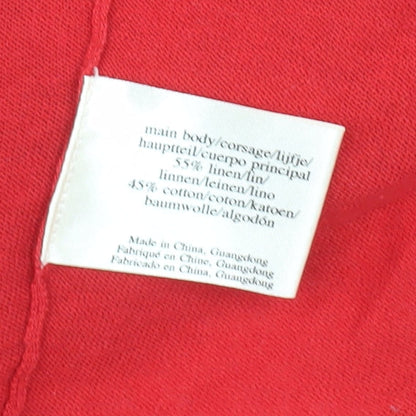 main body/corsage/lijfje/
hauptteil/cuerpo principal
55% linen/lin/
linnen/leinen/lino
45% cotton/coton/katoen/
baumwolle/algodón
Made in China, Guangdong
Fabriqué en Chine, Guangdong
Fabricado en China, Guangdong